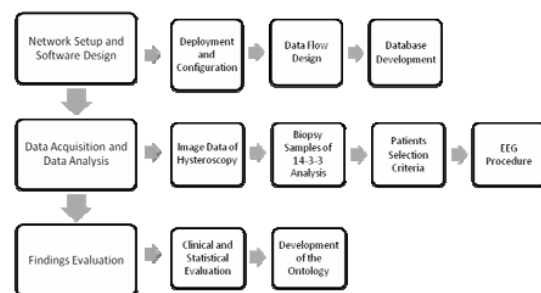 Network Setup and
Software Design
Deployment
and
Configuration
Data Flow
Design
Database
Development
Data Acquisition and
Data Analysis
Image Data of
Hysteroscopy
Biopsy
Samples of
14-3-3
Analysis
Patients
Selection
Criteria
EEG
Procedure
Findings Evaluation
Clinical and
Statistical
Evaluation
Development
of the
Ontology